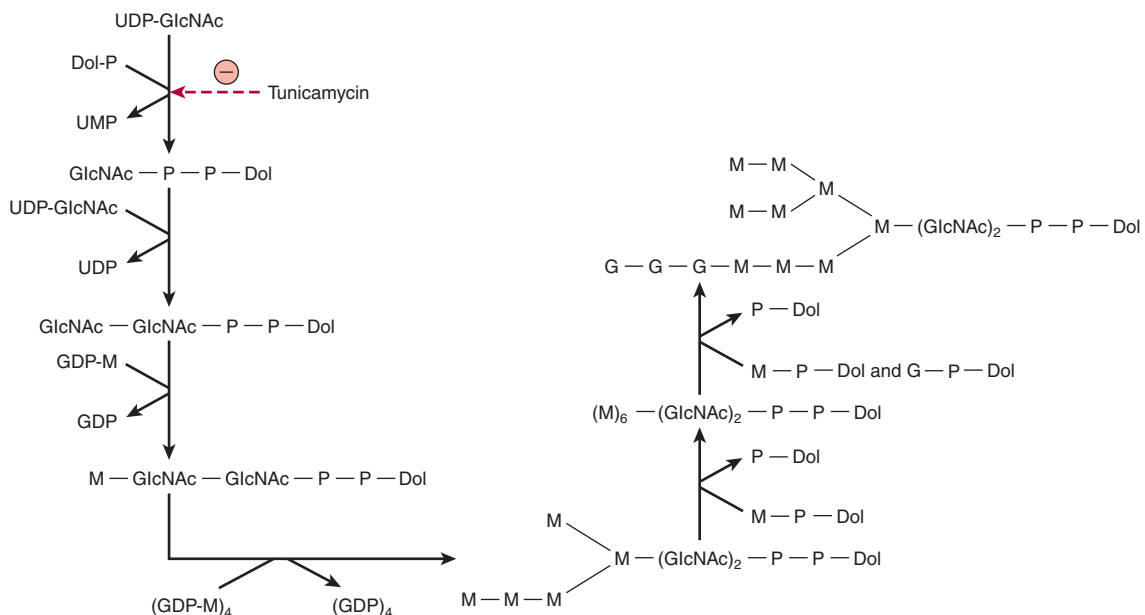 UDP-GlcNAc
Dol-P
−
Tunicamycin
UMP
GlcNAc — P — P — Dol
UDP-GlcNAc
UDP
GlcNAc — GlcNAc — P — P — Dol
GDP-M
GDP
M — GlcNAc — GlcNAc — P — P — Dol
(GDP-M)₄
(GDP)₄
M
M — (GlcNAc)₂ — P — P — Dol
M — M — M
M — P — Dol
P — Dol
(M)₆ — (GlcNAc)₂ — P — P — Dol
M — P — Dol and G — P — Dol
P — Dol
M — M
M
M — M
M — (GlcNAc)₂ — P — P — Dol
G — G — G — M — M — M